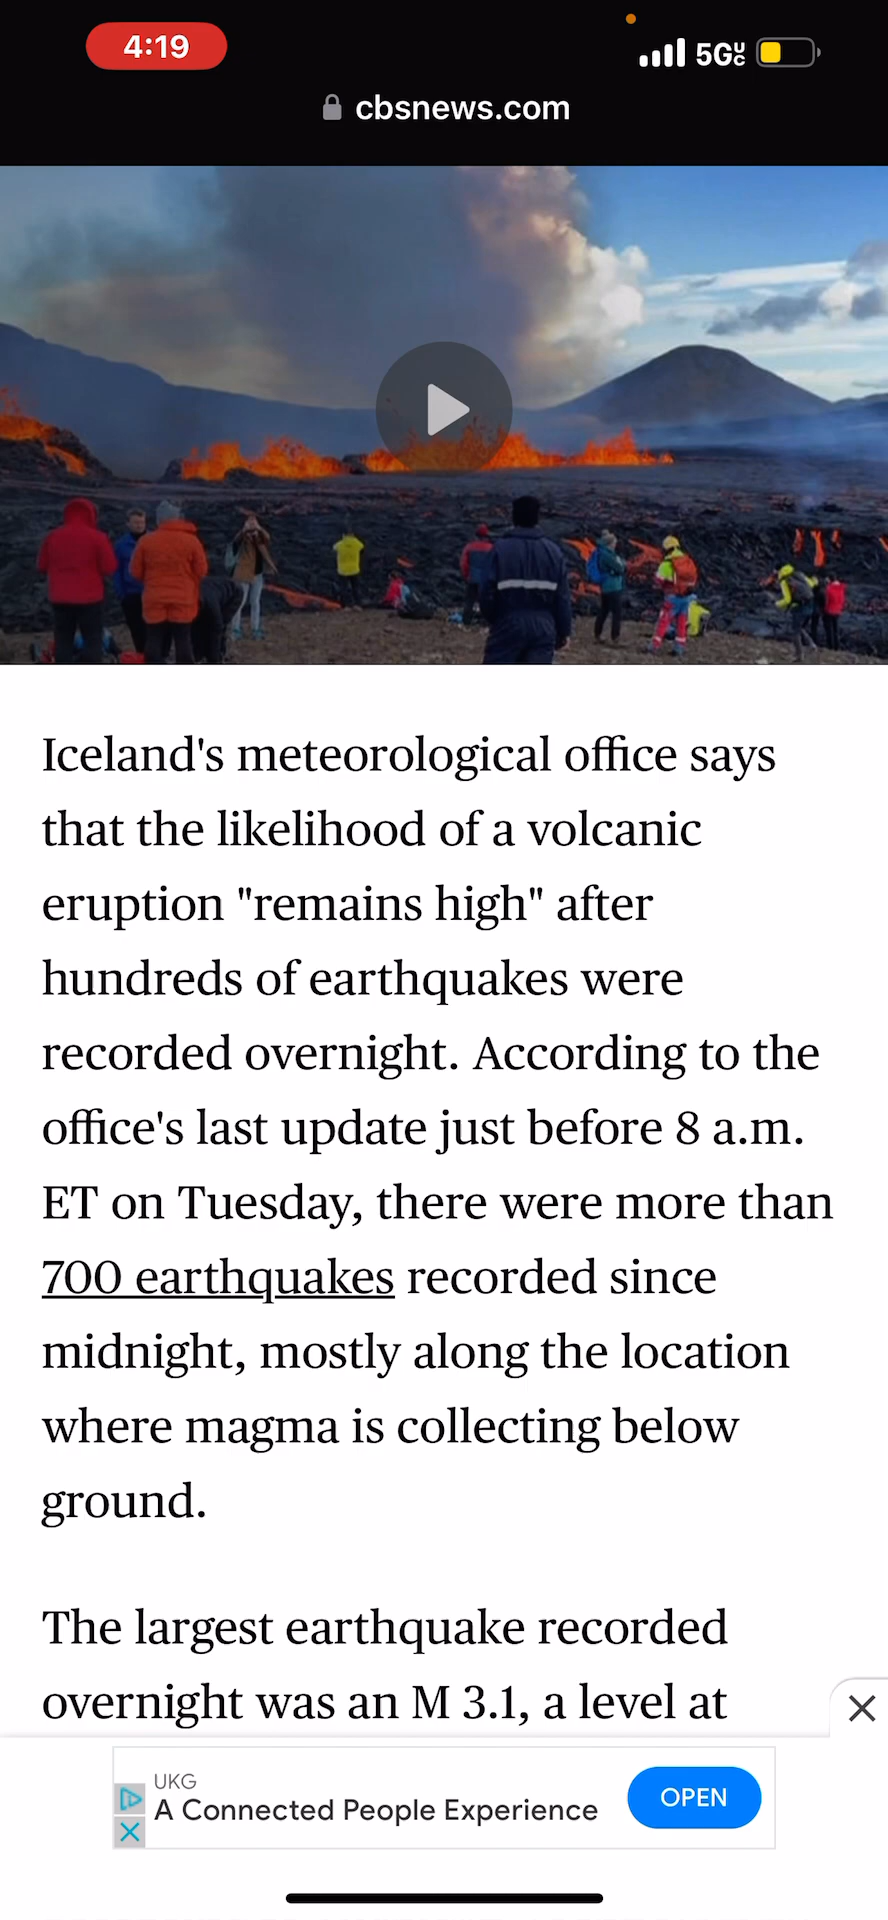 4:19
5G UC
cbsnews.com
Iceland's meteorological office says
that the likelihood of a volcanic
eruption "remains high" after
hundreds of earthquakes were
recorded overnight. According to the
office's last update just before 8 a.m.
ET on Tuesday, there were more than
700 earthquakes recorded since
midnight, mostly along the location
where magma is collecting below
ground.
The largest earthquake recorded
overnight was an M 3.1, a level at
UKG
A Connected People Experience
OPEN